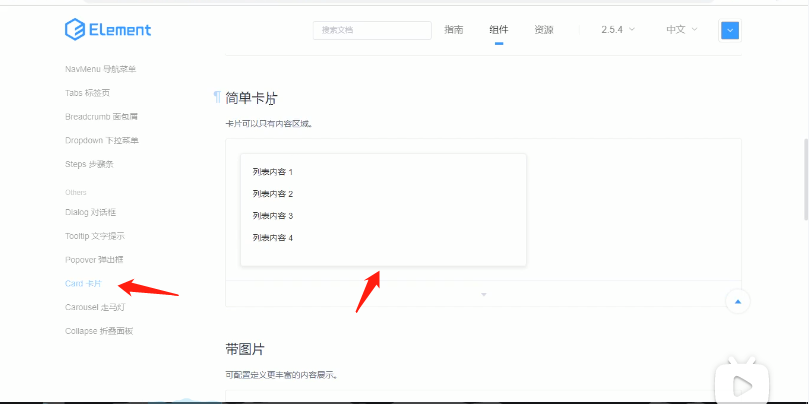 Element
搜索文档
指南
组件
资源
2.5.4
中文
NavMenu 导航菜单
Tabs 标签页
Breadcrumb 面包屑
Dropdown 下拉菜单
Steps 步骤条
Others
Dialog 对话框
Tooltip 文字提示
Popover 弹出框
Card 卡片
Carousel 走马灯
Collapse 折叠面板
¶ 简单卡片
卡片可以只有内容区域。
列表内容 1
列表内容 2
列表内容 3
列表内容 4
带图片
可配置定义更丰富的内容展示。